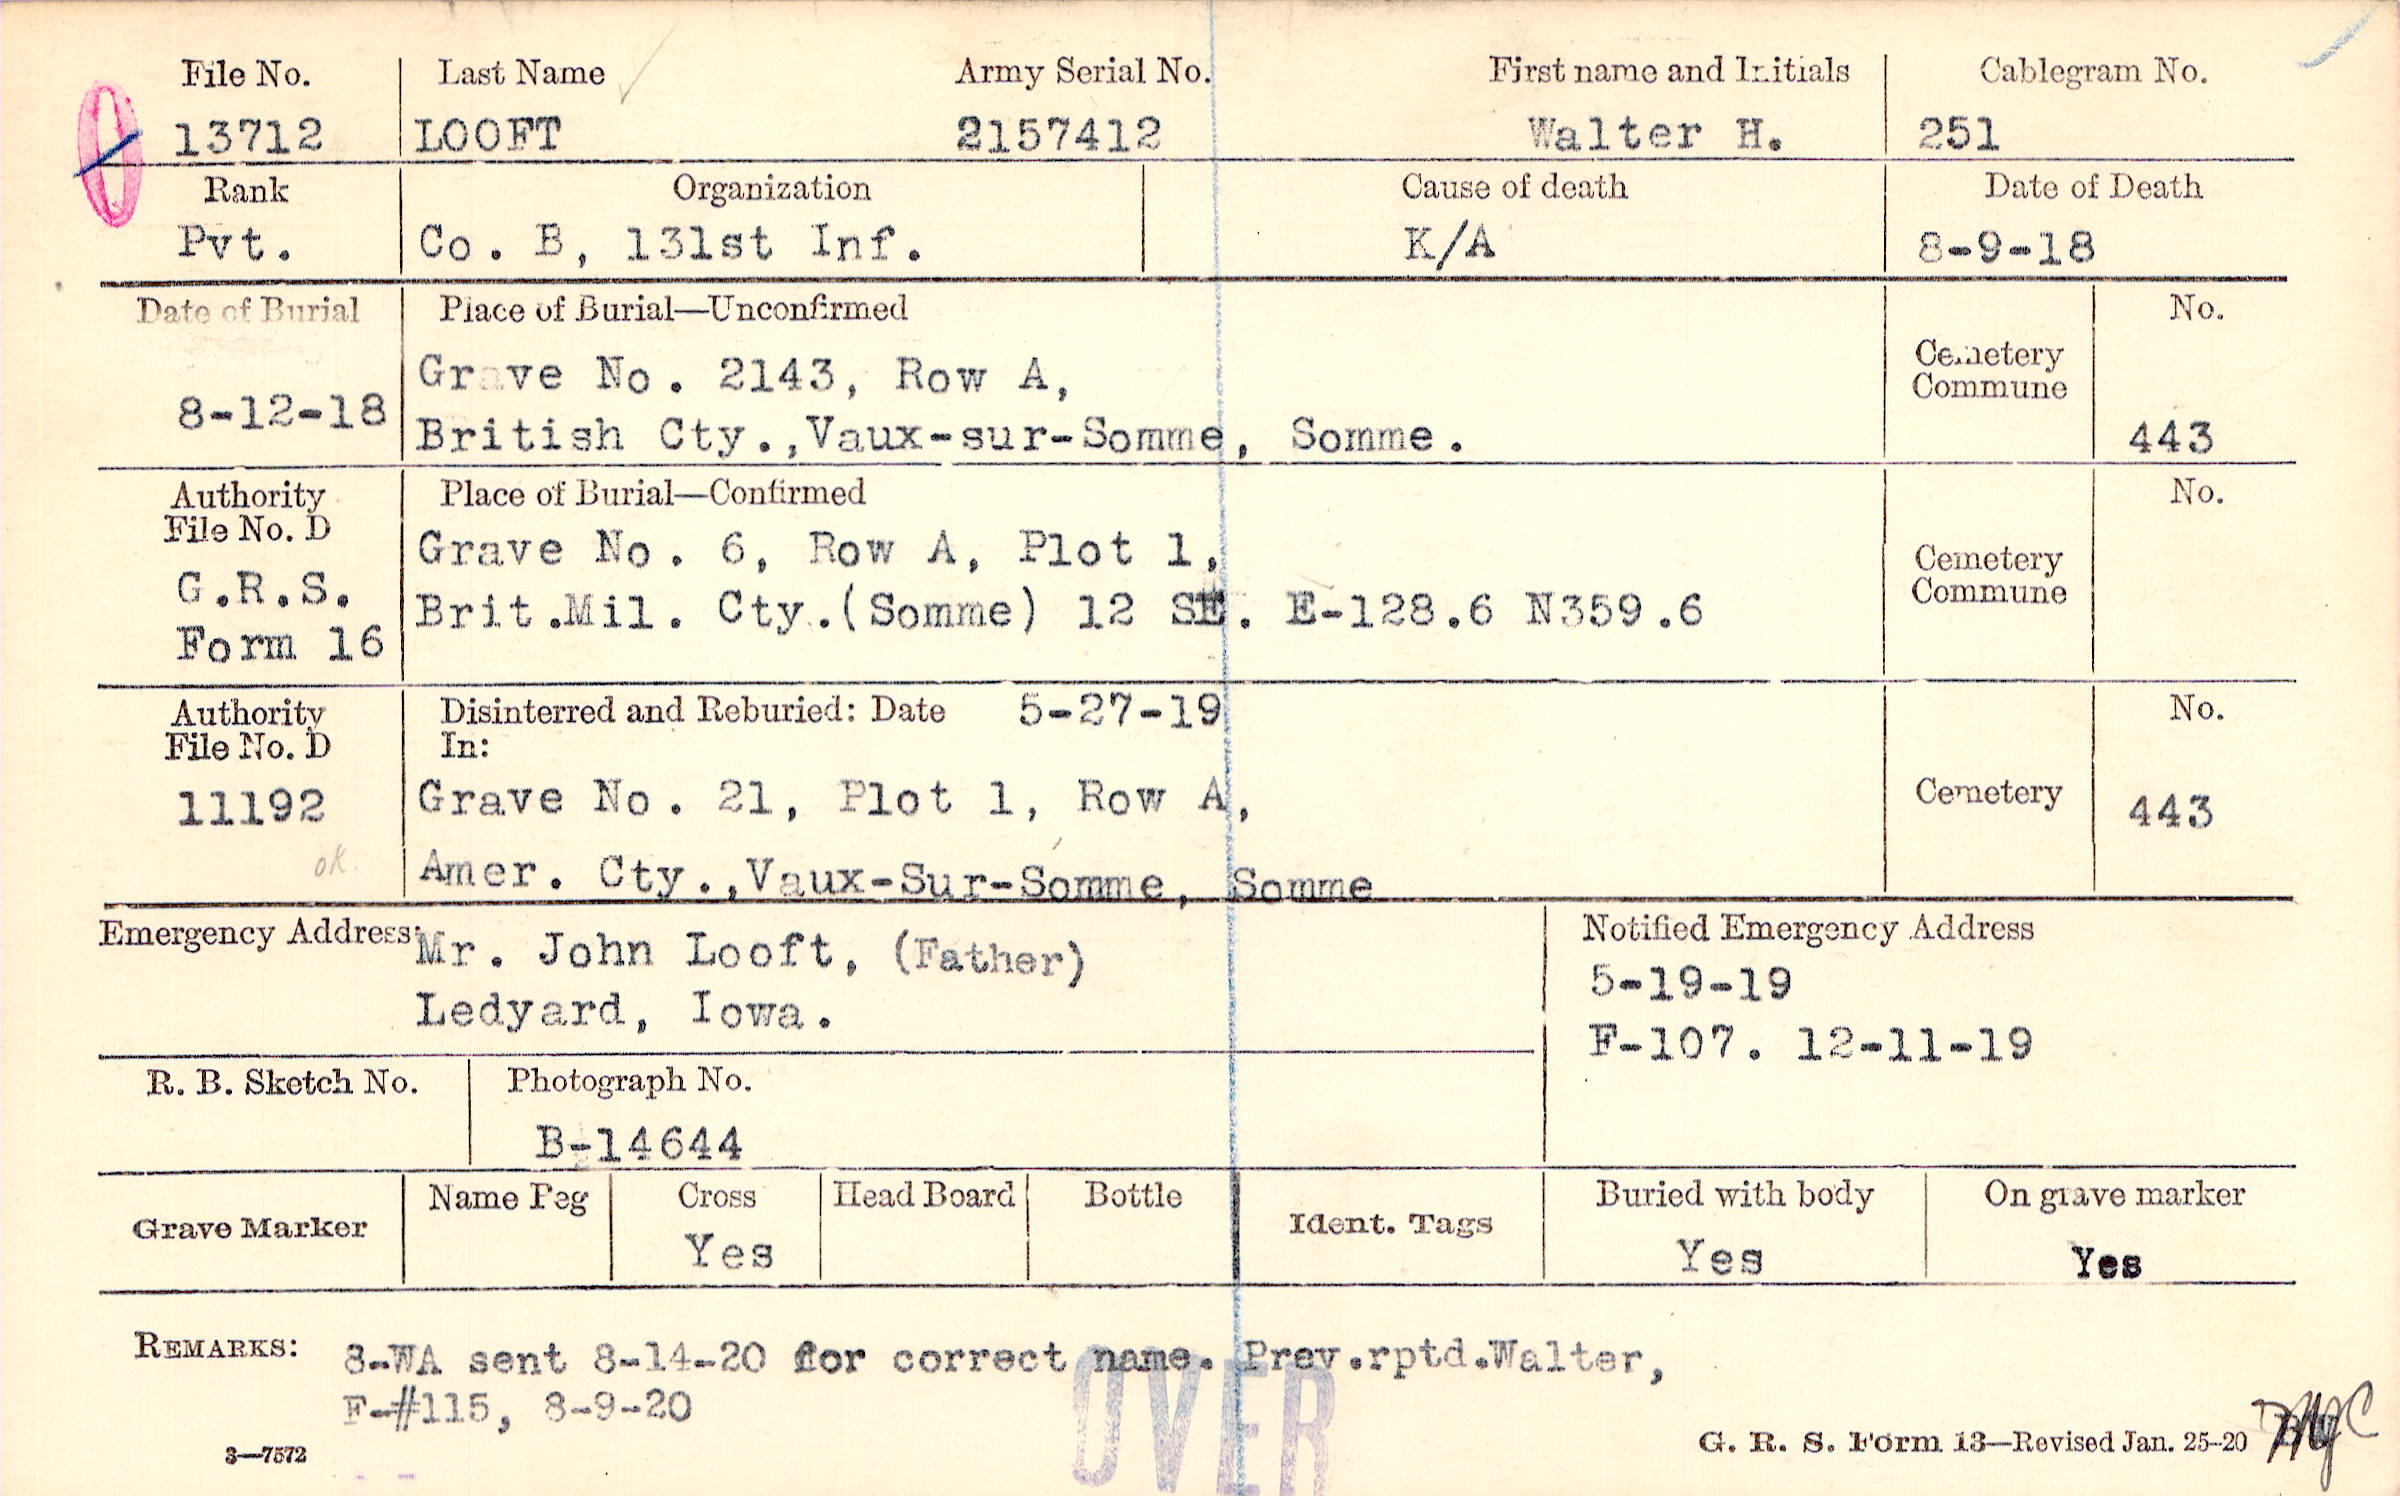 File No. Last Name Army Serial No. First name and Initials Cablegram No.
13712 LOOFT 2157412 Walter H. 251
Rank Organization Cause of death Date of Death
Pvt. Co. B, 131st Inf. K/A 8-9-18
Date of Burial Place of Burial—Unconfirmed No.
Grave No. 2143, Row A,
Cemetery
Commune
8-12-18 British Cty.,Vaux-sur-Somme, Somme. 443
Authority Place of Burial—Confirmed No.
File No. D
Grave No. 6, Row A, Plot 1,
Cemetery
Commune
G.R.S. Brit.Mil. Cty.(Somme) 12 SE. E-128.6 N359.6
Form 16
Authority Disinterred and Reburied: Date 5-27-19 No.
File No. D In:
11192 Grave No. 21, Plot 1, Row A, Cemetery 443
OK.
Amer. Cty.,Vaux-Sur-Somme, Somme
Emergency Address: Mr. John Looft, (Father) Notified Emergency Address
Ledyard, Iowa. 5-19-19
F-107. 12-11-19
R. B. Sketch No. Photograph No.
B-14644
Grave Marker Name Peg Cross Head Board Bottle Ident. Tags Buried with body On grave marker
Yes Yes Yes
REMARKS: 8-WA sent 8-14-20 for correct name. Prev.rptd.Walter,
F-#115, 8-9-20
OVER
3—7572 G. R. S. Form 13—Revised Jan. 25-20